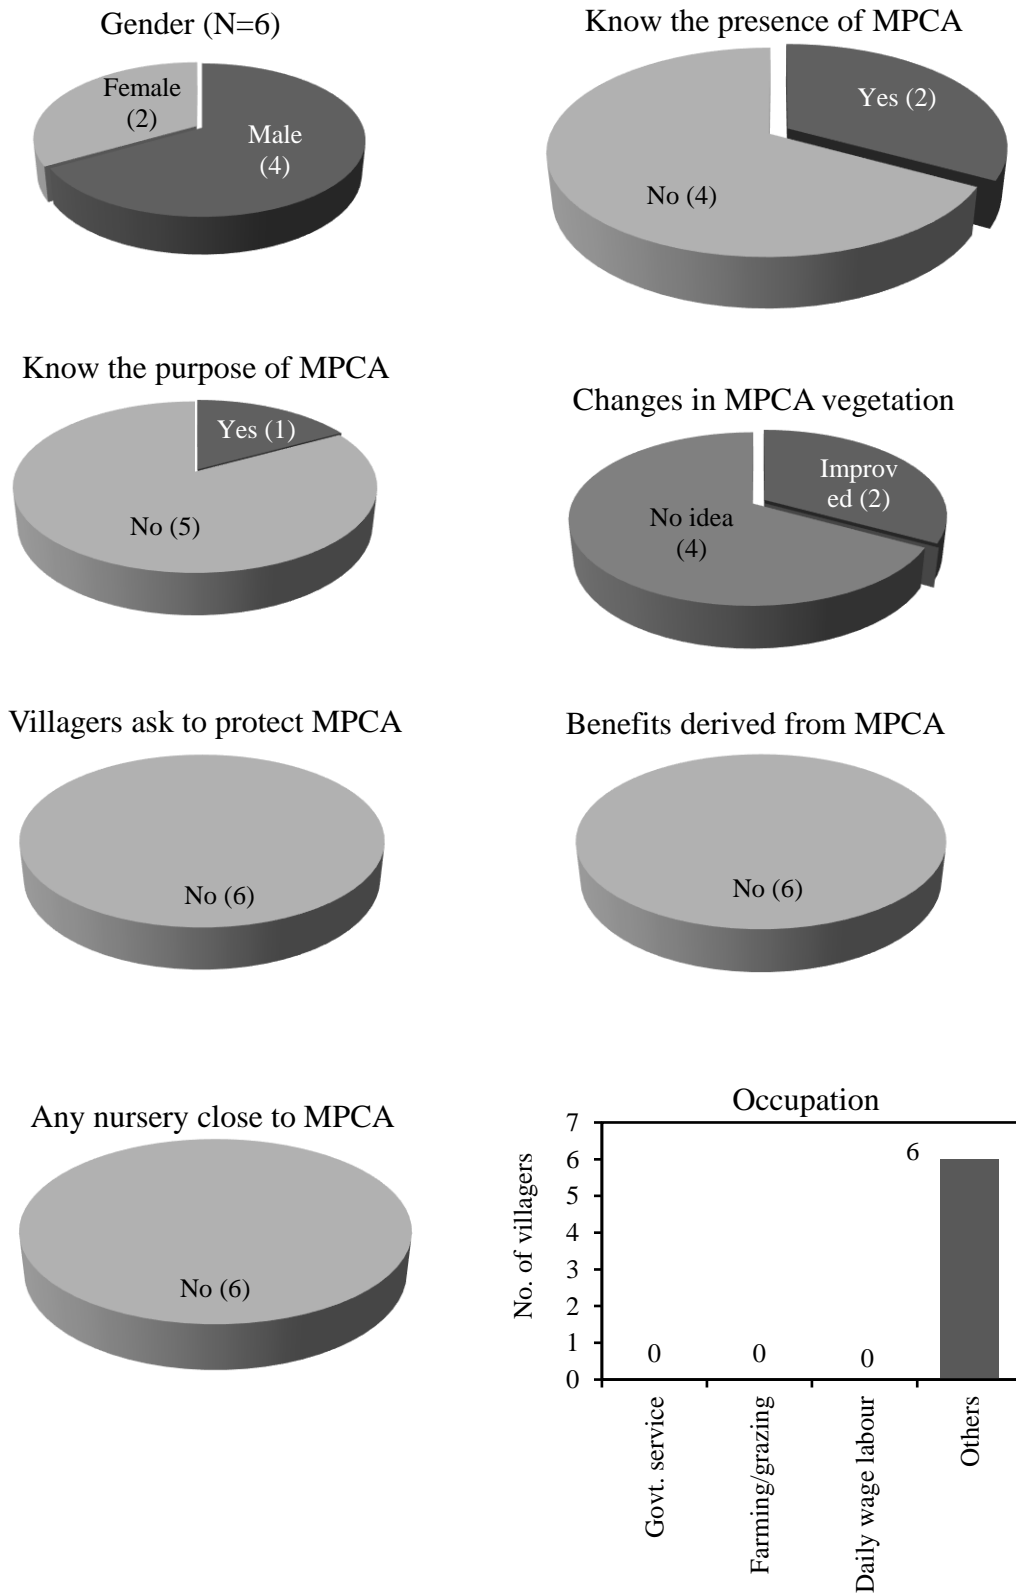 Gender (N=6)
Female
(2)
Male
(4)
Know the presence of MPCA
Yes (2)
No (4)
Know the purpose of MPCA
Yes (1)
No (5)
Changes in MPCA vegetation
Improv
ed (2)
No idea
(4)
Villagers ask to protect MPCA
No (6)
Benefits derived from MPCA
No (6)
Any nursery close to MPCA
No (6)
Occupation
No. of villagers
7
6
5
4
3
2
1
0
0
0
0
6
Govt. service
Farming/grazing
Daily wage labour
Others